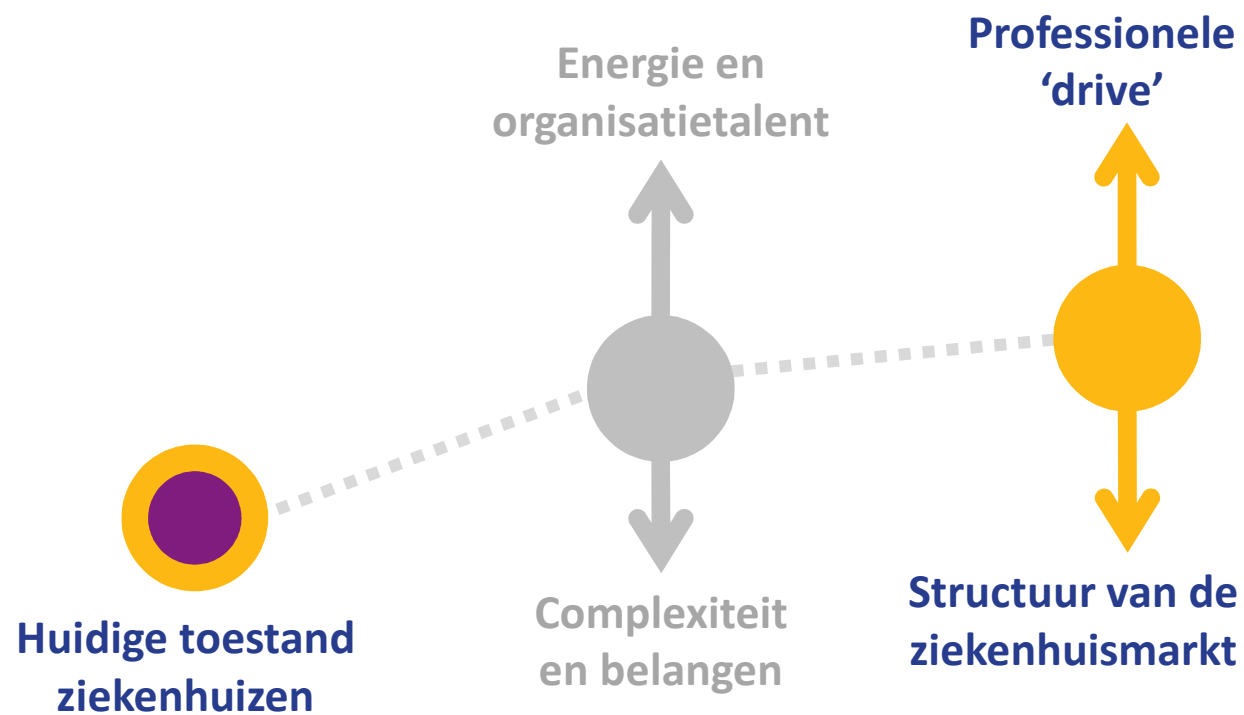 Huidige toestand
ziekenhuizen
Energie en
organisatietalent
Complexiteit
en belangen
Professionele
‘drive’
Structuur van de
ziekenhuismarkt